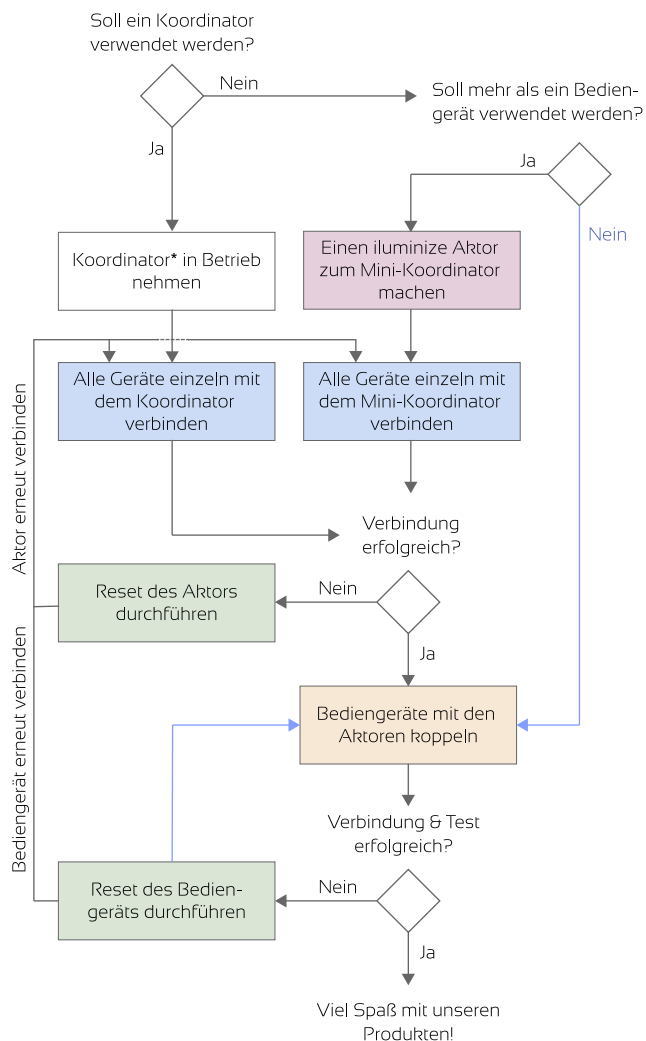 Soll ein Koordinator
verwendet werden?
Nein
Soll mehr als ein Bedien-
gerät verwendet werden?
Ja
Ja
Nein
Koordinator* in Betrieb
nehmen
Einen iluminize Aktor
zum Mini-Koordinator
machen
Alle Geräte einzeln mit
dem Koordinator
verbinden
Alle Geräte einzeln mit
dem Mini-Koordinator
verbinden
Aktor erneut verbinden
Verbindung
erfolgreich?
Reset des Aktors
durchführen
Nein
Ja
Bediengerät erneut verbinden
Bediengeräte mit den
Aktoren koppeln
Verbindung & Test
erfolgreich?
Reset des Bedien-
geräts durchführen
Nein
Ja
Viel Spaß mit unseren
Produkten!